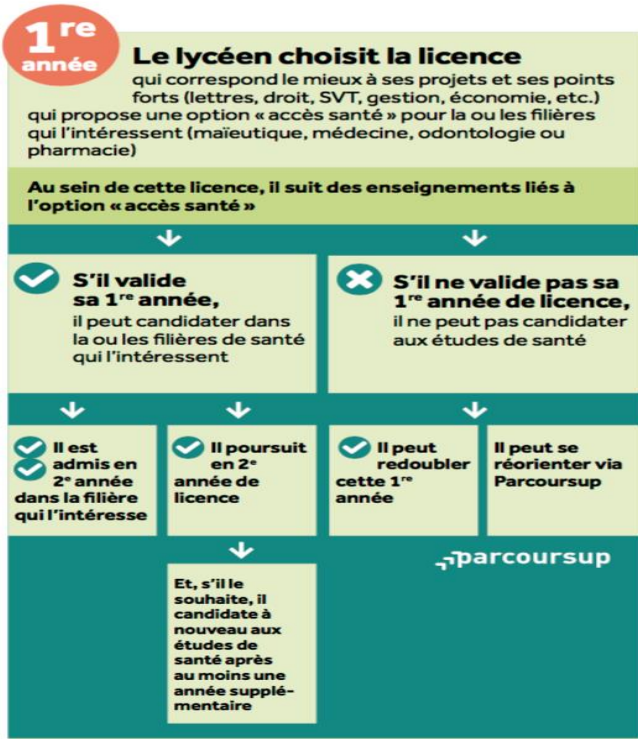 1re
année
Le lycéen choisit la licence
qui correspond le mieux à ses projets et ses points
forts (lettres, droit, SVT, gestion, économie, etc.)
qui propose une option « accès santé » pour la ou les filières
qui l'intéressent (maïeutique, médecine, odontologie ou
pharmacie)
Au sein de cette licence, il suit des enseignements liés à
l'option « accès santé »
S'il valide
sa 1re année,
il peut candidater dans
la ou les filières de santé
qui l'intéressent
S'il ne valide pas sa
1re année de licence,
il ne peut pas candidater
aux études de santé
Il est
admis en
2e année
dans la filière
qui l'intéresse
Il poursuit
en 2e
année de
licence
Il peut
redoubler
cette 1re
année
Il peut se
réorienter via
Parcoursup
Et, s'il le
souhaite, il
candidate à
nouveau aux
études de
santé après
au moins une
année supplé-
mentaire
parcoursup